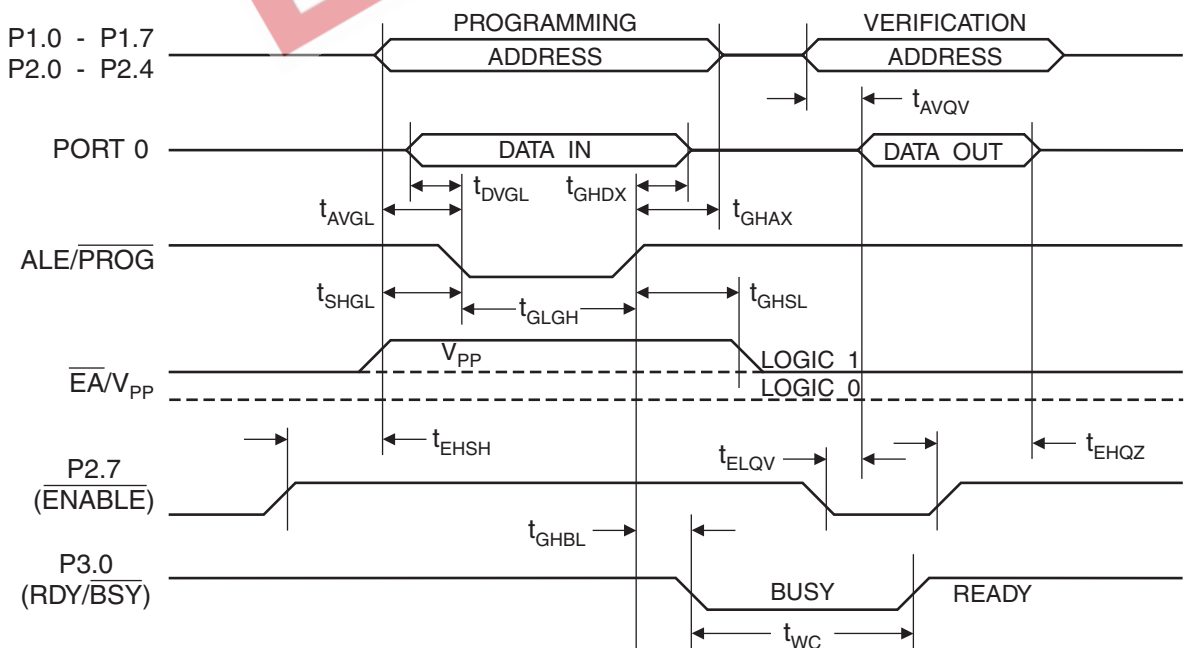 PROGRAMMING
VERIFICATION
P1.0 - P1.7
P2.0 - P2.4
ADDRESS
ADDRESS
tAVQV
PORT 0
DATA IN
DATA OUT
tDVGL
tGHDX
tAVGL
tGHAX
ALE/PROG
tSHGL
tGLGH
tGHSL
EA/VPP
VPP
LOGIC 1
LOGIC 0
tEHSH
tELQV
tEHQZ
P2.7
(ENABLE)
tGHBL
P3.0
(RDY/BSY)
BUSY
READY
tWC